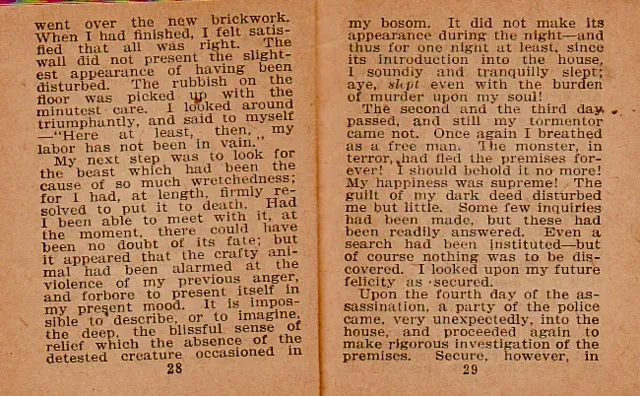 went over the new brickwork.
When I had finished, I felt satis-
fied that all was right. The
wall did not present the slight-
est appearance of having been
disturbed. The rubbish on the
floor was picked up with the
minutest care. I looked around
triumphantly, and said to myself
—"Here at least, then, my
labor has not been in vain."
My next step was to look for
the beast which had been the
cause of so much wretchedness;
for I had, at length, firmly re-
solved to put it to death. Had
I been able to meet with it, at
the moment, there could have
been no doubt of its fate; but
it appeared that the crafty ani-
mal had been alarmed at the
violence of my previous anger,
and forbore to present itself in
my present mood. It is impos-
sible to describe, or to imagine,
the deep, the blissful sense of
relief which the absence of the
detested creature occasioned in
28
my bosom. It did not make its
appearance during the night—and
thus for one night at least, since
its introduction into the house,
I soundly and tranquilly slept;
aye, slept even with the burden
of murder upon my soul!
The second and the third day
passed, and still my tormentor
came not. Once again I breathed
as a free man. The monster, in
terror, had fled the premises for-
ever! I should behold it no more!
My happiness was supreme! The
guilt of my dark deed disturbed
me but little. Some few inquiries
had been made, but these had
been readily answered. Even a
search had been instituted—but
of course nothing was to be dis-
covered. I looked upon my future
felicity as secured.
Upon the fourth day of the as-
sassination, a party of the police
came, very unexpectedly, into the
house, and proceeded again to
make rigorous investigation of the
premises. Secure, however, in
29